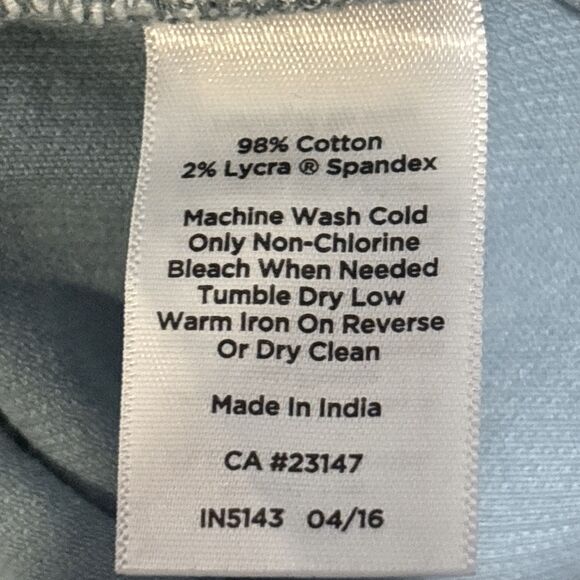 98% Cotton
2% Lycra ® Spandex
Machine Wash Cold
Only Non-Chlorine
Bleach When Needed
Tumble Dry Low
Warm Iron On Reverse
Or Dry Clean
Made In India
CA #23147
IN5143 04/16